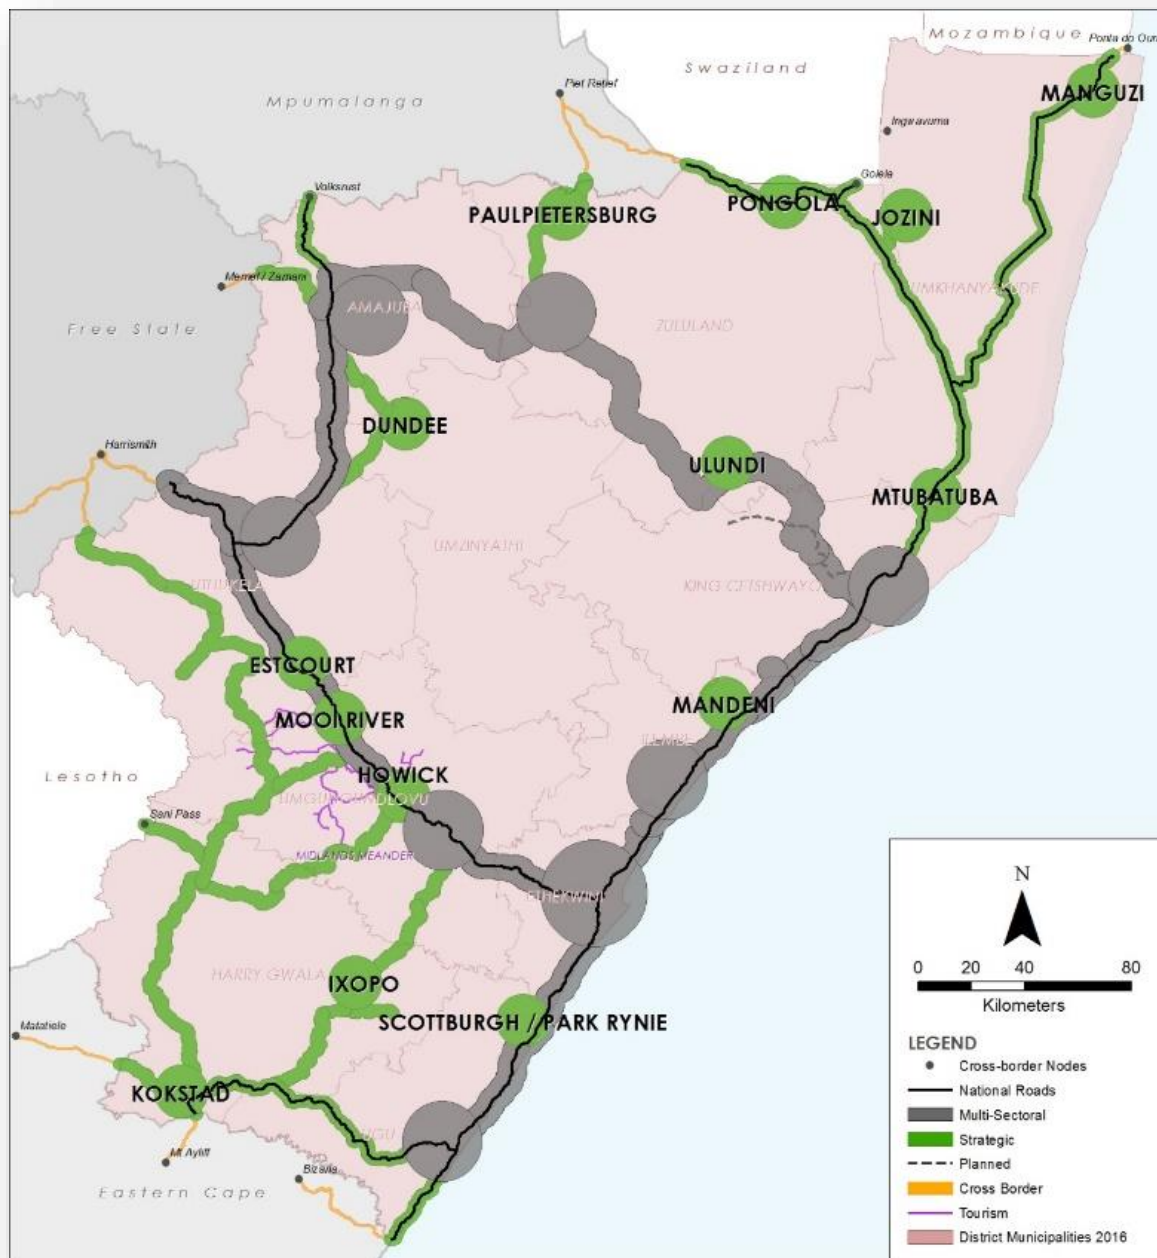 Mozambique
Ponta do Our
Swaziland
Piet Retief
MANGUZI
Mpumalanga
Ingwavuma
Golela
Volksrust
PAULPIETERSBURG
PONGOLA
JOZINI
Memel / Zamani
UMKHANYAKUDE
AMAJUBA
Free State
ZULULAND
DUNDEE
Harrismith
ULUNDI
MTUBATUBA
UMZINYATHI
UTHUKELA
KING CETSHWAYO
ESTCOURT
MANDENI
MOOI RIVER
ILEMBE
HOWICK
Lesotho
UMGUNGUNDLOVU
Sani Pass
MIDLANDS MEANDER
ETHEKWINI
N
HARRY GWALA
IXOPO
0 20 40 80
Kilometers
SCOTTBURGH / PARK RYNIE
Matatiele
LEGEND
Cross-border Nodes
KOKSTAD
National Roads
Multi-Sectoral
UGU
Strategic
Mt Ayliff
Planned
Bizana
Cross Border
Eastern Cape
Tourism
District Municipalities 2016